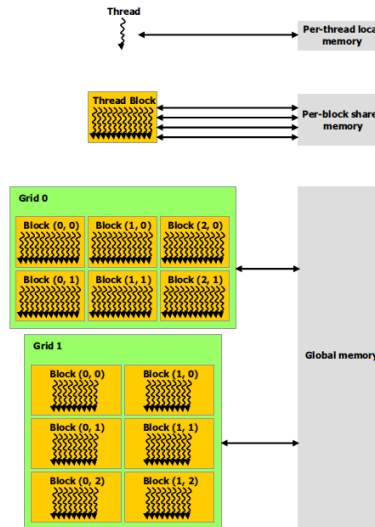 Thread
Per-thread local
memory
Thread Block
Per-block shared
memory
Grid 0
Block (0, 0) Block (1, 0) Block (2, 0)
Block (0, 1) Block (1, 1) Block (2, 1)
Grid 1
Global memory
Block (0, 0) Block (1, 0)
Block (0, 1) Block (1, 1)
Block (0, 2) Block (1, 2)